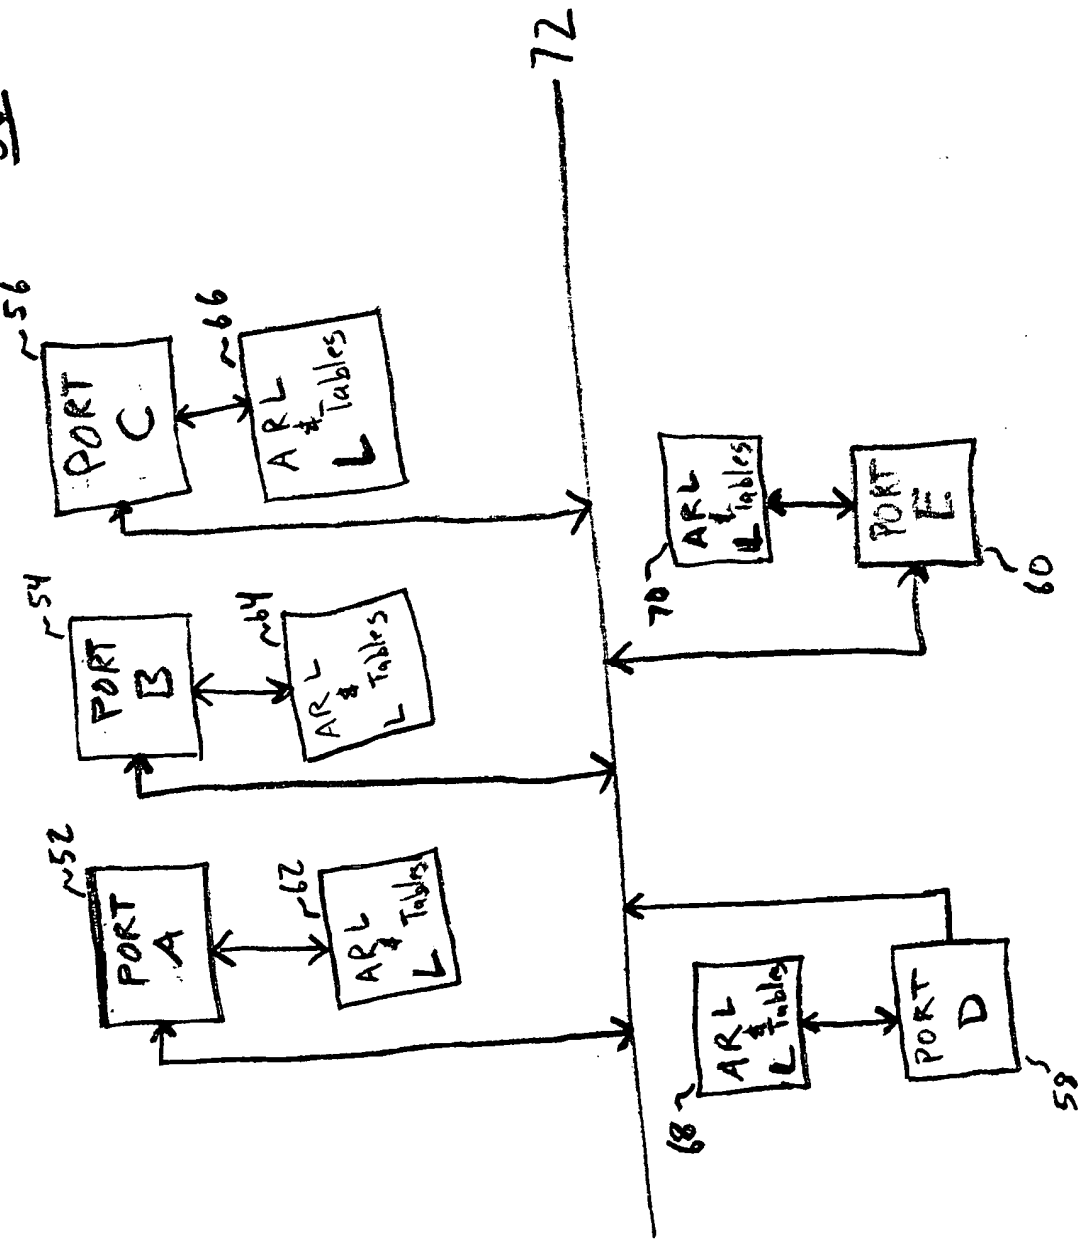 72
~56
PORT
C
~66
ARL
&
L Tables
~54
PORT
B
~64
ARL
&
L Tables
~52
PORT
A
~62
ARL
&
L Tables
70
ARL
&
L Tables
PORT
E
60
68
ARL
&
L Tables
PORT
D
58